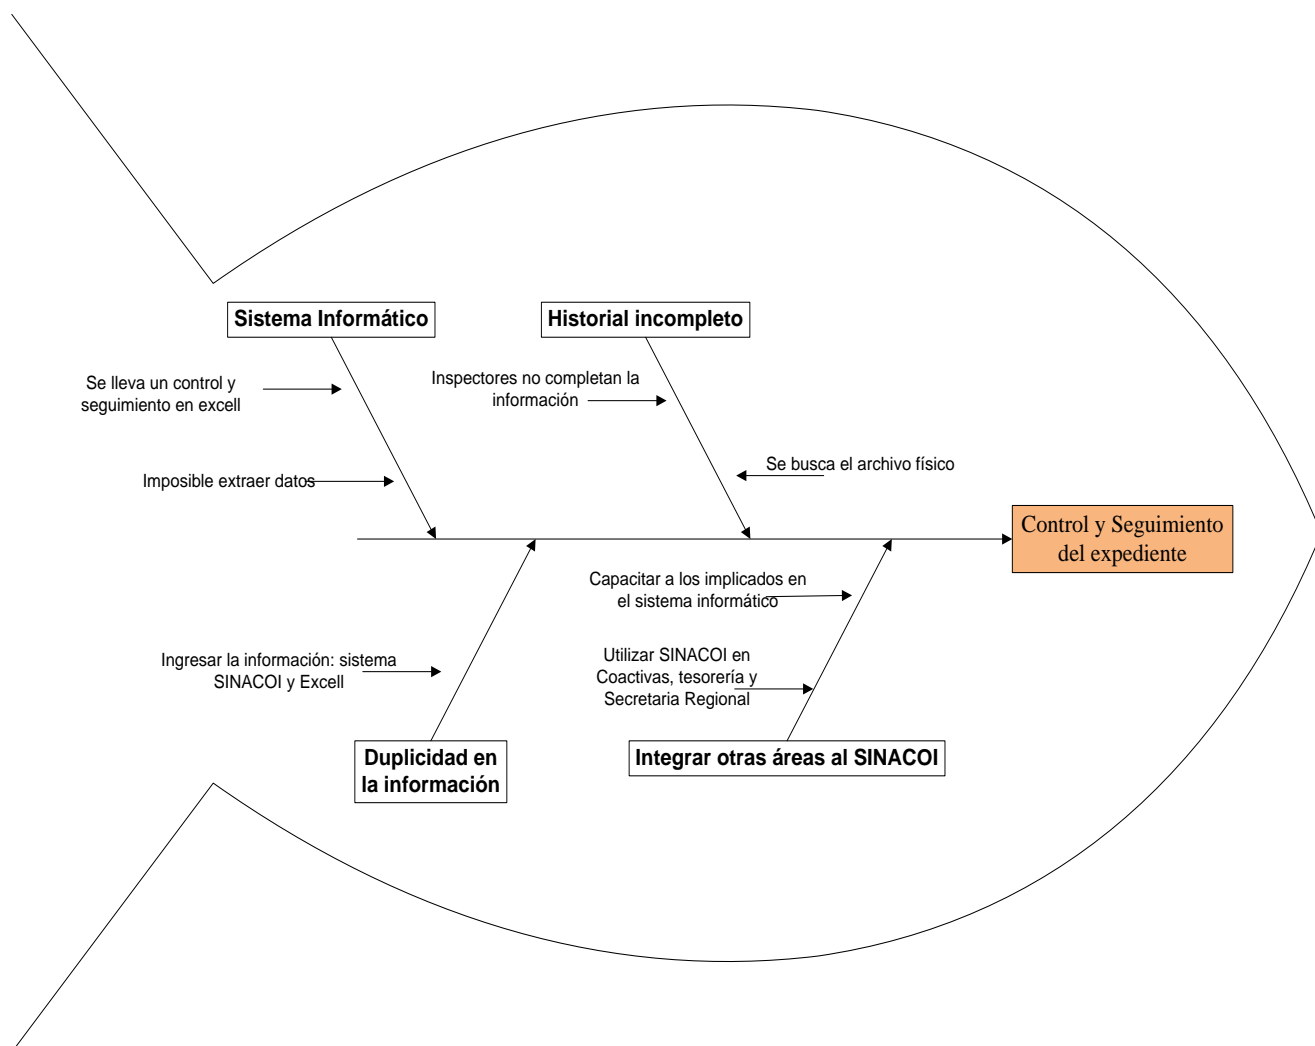 Sistema Informático
Historial incompleto
Se lleva un control y
seguimiento en excell
Inspectores no completan la
información
Imposible extraer datos
Se busca el archivo físico
Control y Seguimiento
del expediente
Capacitar a los implicados en
el sistema informático
Ingresar la información: sistema
SINACOI y Excell
Utilizar SINACOI en
Coactivas, tesorería y
Secretaria Regional
Duplicidad en
la información
Integrar otras áreas al SINACOI